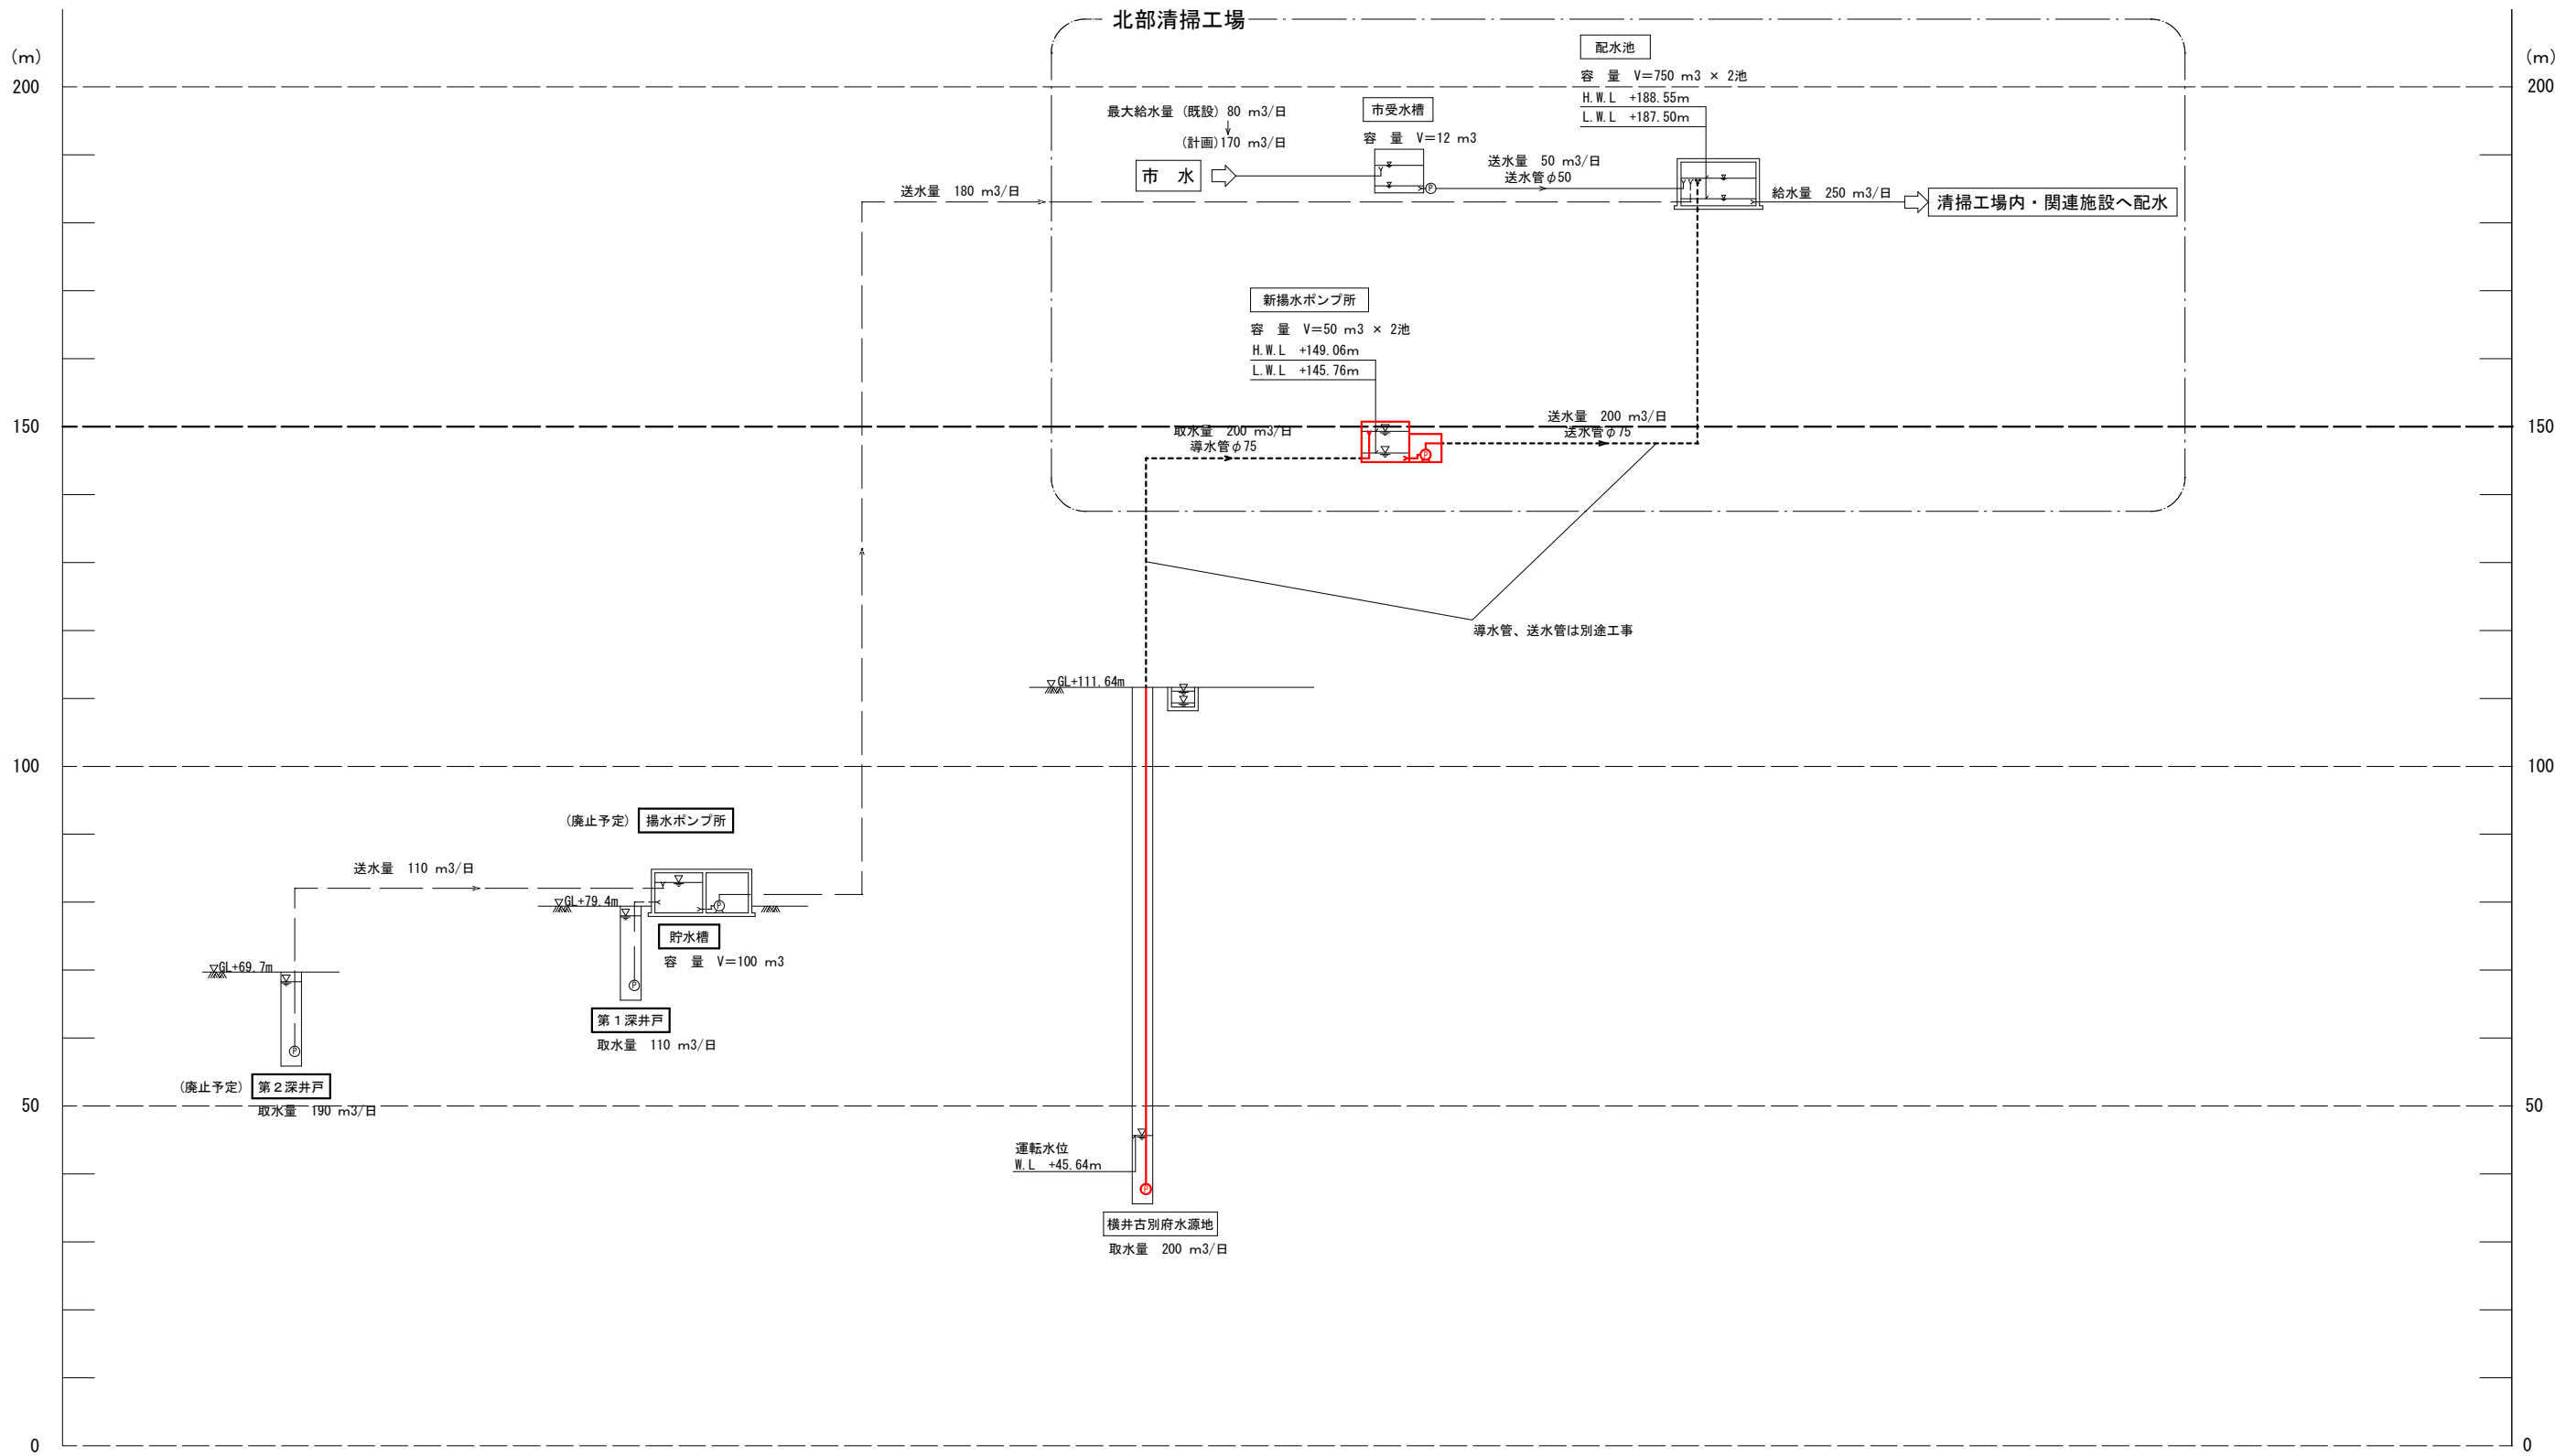 北部清掃工場
(m)
(m)
200
200
配水池
容　量　V=750 m3 × 2池
H.W.L　+188.55m
L.W.L　+187.50m
最大給水量 (既設) 80 m3/日
(計画)170 m3/日
市受水槽
容　量　V=12 m3
市　水
送水量　50 m3/日
送水管φ50
P
送水量　180 m3/日
給水量　250 m3/日
清掃工場内・関連施設へ配水
新揚水ポンプ所
容　量　V=50 m3 × 2池
H.W.L　+149.06m
L.W.L　+145.76m
150
150
取水量　200 m3/日
導水管φ75
P
送水量　200 m3/日
送水管φ75
導水管、送水管は別途工事
GL+111.64m
100
100
(廃止予定)
揚水ポンプ所
送水量　110 m3/日
GL+79.4m
P
貯水槽
容　量　V=100 m3
GL+69.7m
P
第１深井戸
取水量　110 m3/日
P
(廃止予定)
第２深井戸
取水量　190 m3/日
50
50
運転水位
W.L　+45.64m
P
横井古別府水源地
取水量　200 m3/日
0
0